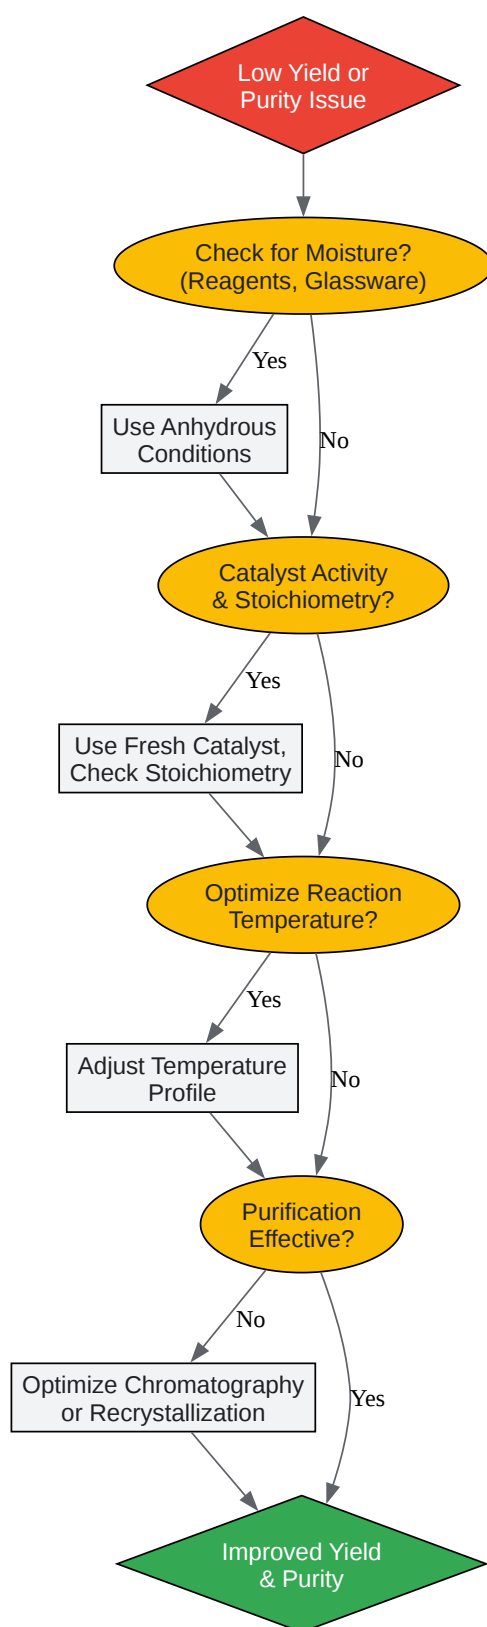 Low Yield or
Purity Issue
Check for Moisture?
(Reagents, Glassware)
Yes
Use Anhydrous
Conditions
No
Catalyst Activity
& Stoichiometry?
Yes
Use Fresh Catalyst,
Check Stoichiometry
No
Optimize Reaction
Temperature?
Yes
Adjust Temperature
Profile
No
Purification
Effective?
No
Optimize Chromatography
or Recrystallization
Yes
Improved Yield
& Purity